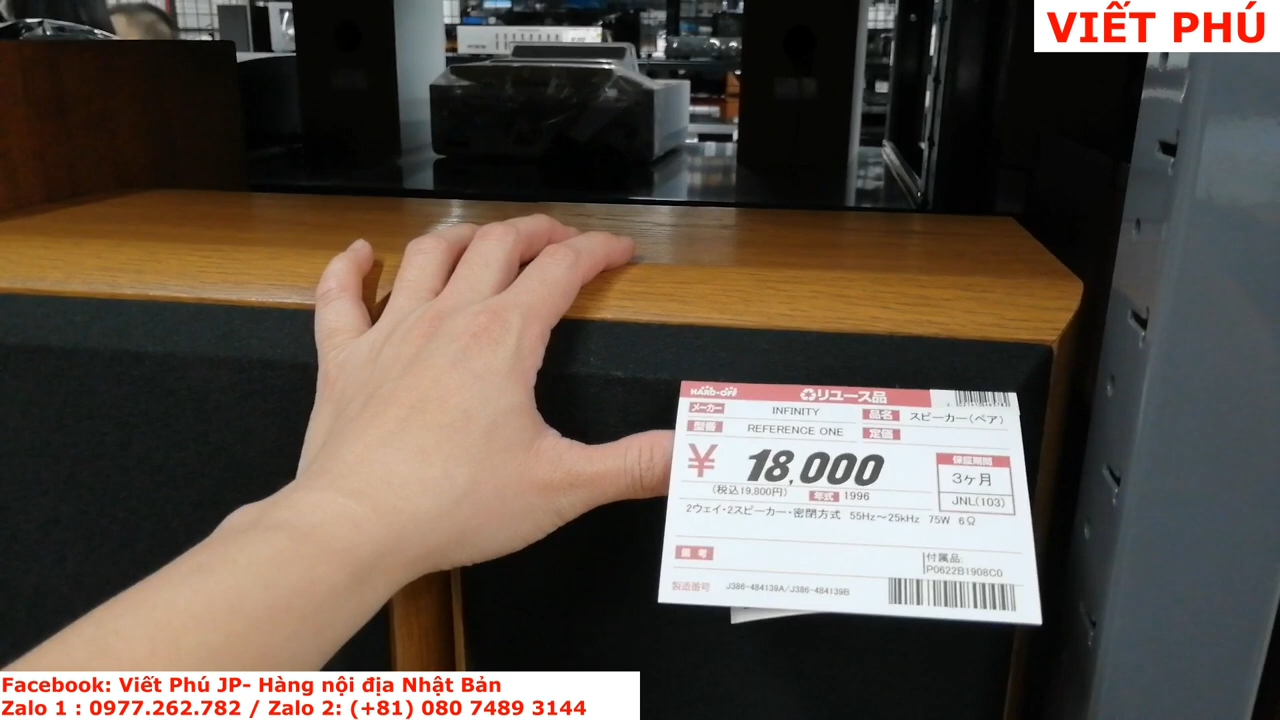 VIẾT PHÚ
HARD-OFF リユース品
メーカー INFINITY 品名 スピーカー(ペア)
型番 REFERENCE ONE 定価
¥ 18,000 保証期間
3ヶ月
(税込19,800円) 年式 1996 JNL(103)
2ウェイ・2スピーカー・密閉方式 55Hz～25kHz 75W 6Ω
備考 付属品:
P0622B1908C0
製造番号 J386-484139A/J386-484139B
Facebook: Viết Phú JP- Hàng nội địa Nhật Bản
Zalo 1 : 0977.262.782 / Zalo 2: (+81) 080 7489 3144